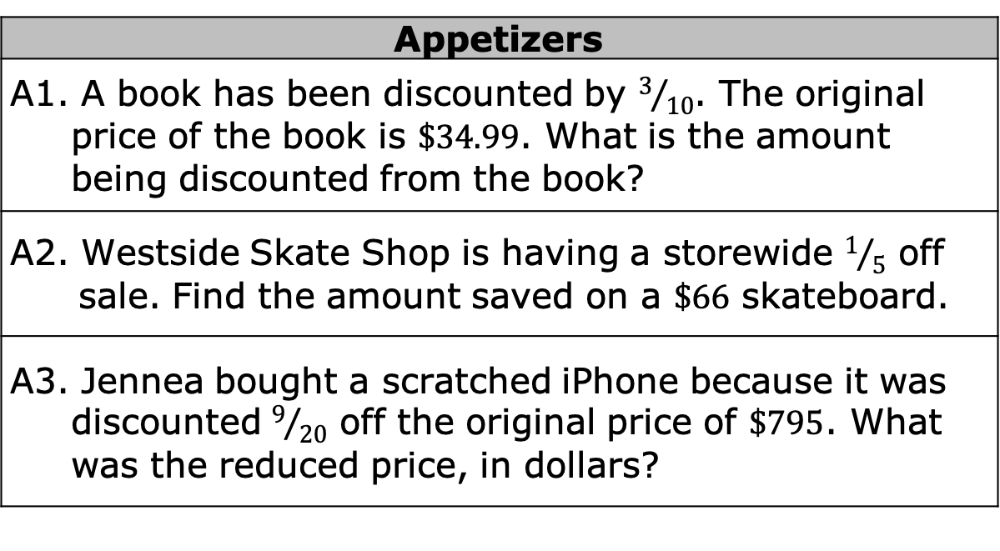 Appetizers
A1. A book has been discounted by 3/10. The original
price of the book is $34.99. What is the amount
being discounted from the book?
A2. Westside Skate Shop is having a storewide 1/5 off
sale. Find the amount saved on a $66 skateboard.
A3. Jennea bought a scratched iPhone because it was
discounted 9/20 off the original price of $795. What
was the reduced price, in dollars?